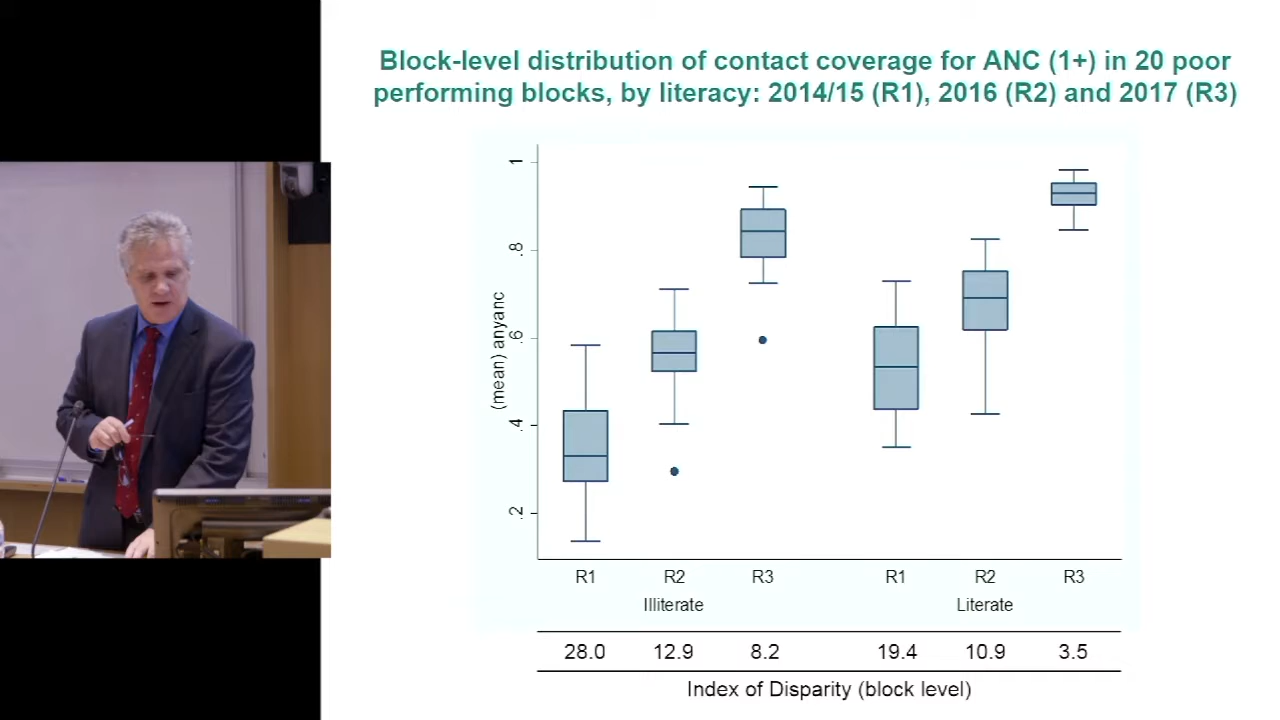 Block-level distribution of contact coverage for ANC (1+) in 20 poor
performing blocks, by literacy: 2014/15 (R1), 2016 (R2) and 2017 (R3)
(mean) anyanc
1
.8
.6
.4
.2
R1 R2 R3 R1 R2 R3
Illiterate Literate
28.0 12.9 8.2 19.4 10.9 3.5
Index of Disparity (block level)